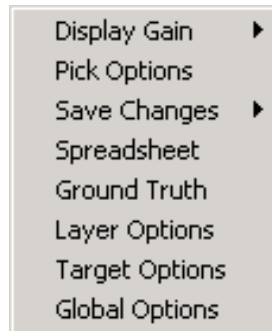 Display Gain
Pick Options
Save Changes
Spreadsheet
Ground Truth
Layer Options
Target Options
Global Options